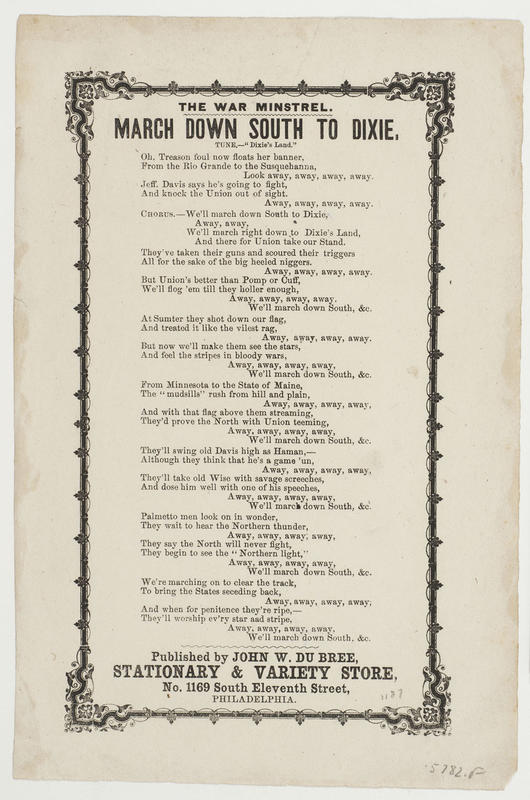 THE WAR MINSTREL.
MARCH DOWN SOUTH TO DIXIE,
TUNE,—"Dixie's Land."
Oh. Treason foul now floats her banner,
From the Rio Grande to the Susquehanna,
Look away, away, away, away.
Jeff. Davis says he's going to fight,
And knock the Union out of sight.
Away, away, away, away.
CHORUS.—We'll march down South to Dixie,
Away, away,
We'll march right down to Dixie's Land,
And there for Union take our Stand.
They've taken their guns and scoured their triggers
All for the sake of the big heeled niggers.
Away, away, away, away.
But Union's better than Pomp or Cuff,
We'll flog 'em till they holler enough,
Away, away, away, away.
We'll march down South, &c.
At Sumter they shot down our flag,
And treated it like the vilest rag,
Away, away, away, away.
But now we'll make them see the stars,
And feel the stripes in bloody wars,
Away, away, away, away,
We'll march down South, &c.
From Minnesota to the State of Maine,
The "mudsills" rush from hill and plain,
Away, away, away, away,
And with that flag above them streaming,
They'd prove the North with Union teeming,
Away, away, away, away,
We'll march down South, &c.
They'll swing old Davis high as Haman,—
Although they think that he's a game 'un,
Away, away, away, away,
They'll take old Wise with savage screeches,
And dose him well with one of his speeches,
Away, away, away, away,
We'll march down South, &c.
Palmetto men look on in wonder,
They wait to hear the Northern thunder,
Away, away, away, away,
They say the North will never fight,
They begin to see the "Northern light,"
Away, away, away, away,
We'll march down South, &c.
We're marching on to clear the track,
To bring the States seceding back,
Away, away, away, away;
And when for penitence they're ripe,—
They'll worship ev'ry star and stripe,
Away, away, away, away,
We'll march down South, &c.
Published by JOHN W. DU BREE,
STATIONARY & VARIETY STORE,
No. 1169 South Eleventh Street,
PHILADELPHIA.
5782.F